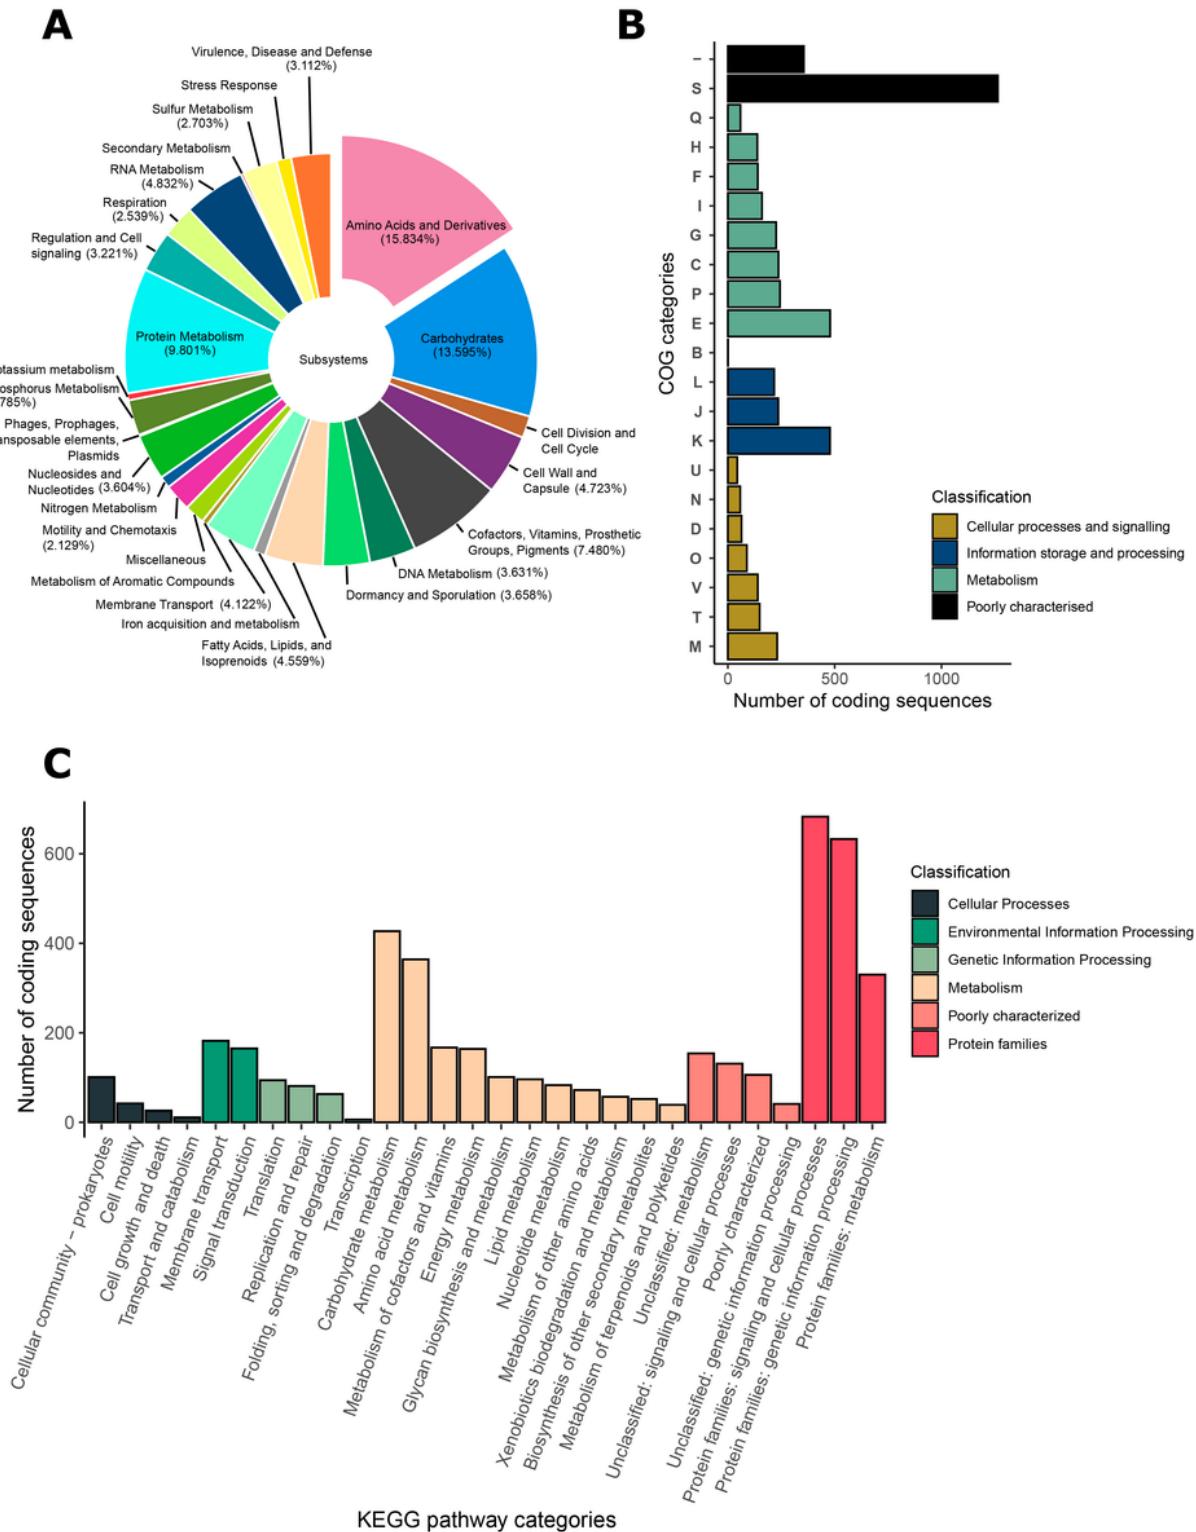 A
Virulence, Disease and Defense
(3.112%)
Stress Response
Sulfur Metabolism
(2.703%)
Secondary Metabolism
RNA Metabolism
(4.832%)
Respiration
(2.539%)
Regulation and Cell
signaling (3.221%)
Protein Metabolism
(9.801%)
otassium metabolism
osphorus Metabolism
785%)
Phages, Prophages,
ansposable elements,
Plasmids
Nucleosides and
Nucleotides (3.604%)
Nitrogen Metabolism
Motility and Chemotaxis
(2.129%)
Miscellaneous
Metabolism of Aromatic Compounds
Membrane Transport (4.122%)
Iron acquisition and metabolism
Fatty Acids, Lipids, and
Isoprenoids (4.559%)
Dormancy and Sporulation (3.658%)
DNA Metabolism (3.631%)
Cofactors, Vitamins, Prosthetic
Groups, Pigments (7.480%)
Cell Wall and
Capsule (4.723%)
Cell Division and
Cell Cycle
Carbohydrates
(13.595%)
Amino Acids and Derivatives
(15.834%)
Subsystems
B
COG categories
–
S
Q
H
F
I
G
C
P
E
B
L
J
K
U
N
D
O
V
T
M
0 500 1000
Number of coding sequences
Classification
Cellular processes and signalling
Information storage and processing
Metabolism
Poorly characterised
C
Number of coding sequences
600
400
200
0
Cellular community – prokaryotes
Cell motility
Cell growth and death
Transport and catabolism
Membrane transport
Signal transduction
Translation
Replication and repair
Folding, sorting and degradation
Transcription
Carbohydrate metabolism
Amino acid metabolism
Metabolism of cofactors and vitamins
Energy metabolism
Glycan biosynthesis and metabolism
Lipid metabolism
Nucleotide metabolism
Metabolism of other amino acids
Xenobiotics biodegradation and metabolism
Biosynthesis of other secondary metabolites
Metabolism of terpenoids and polyketides
Unclassified: metabolism
Unclassified: signaling and cellular processes
Poorly characterized
Unclassified: genetic information processing
Protein families: signaling and cellular processes
Protein families: genetic information processing
Protein families: metabolism
KEGG pathway categories
Classification
Cellular Processes
Environmental Information Processing
Genetic Information Processing
Metabolism
Poorly characterized
Protein families